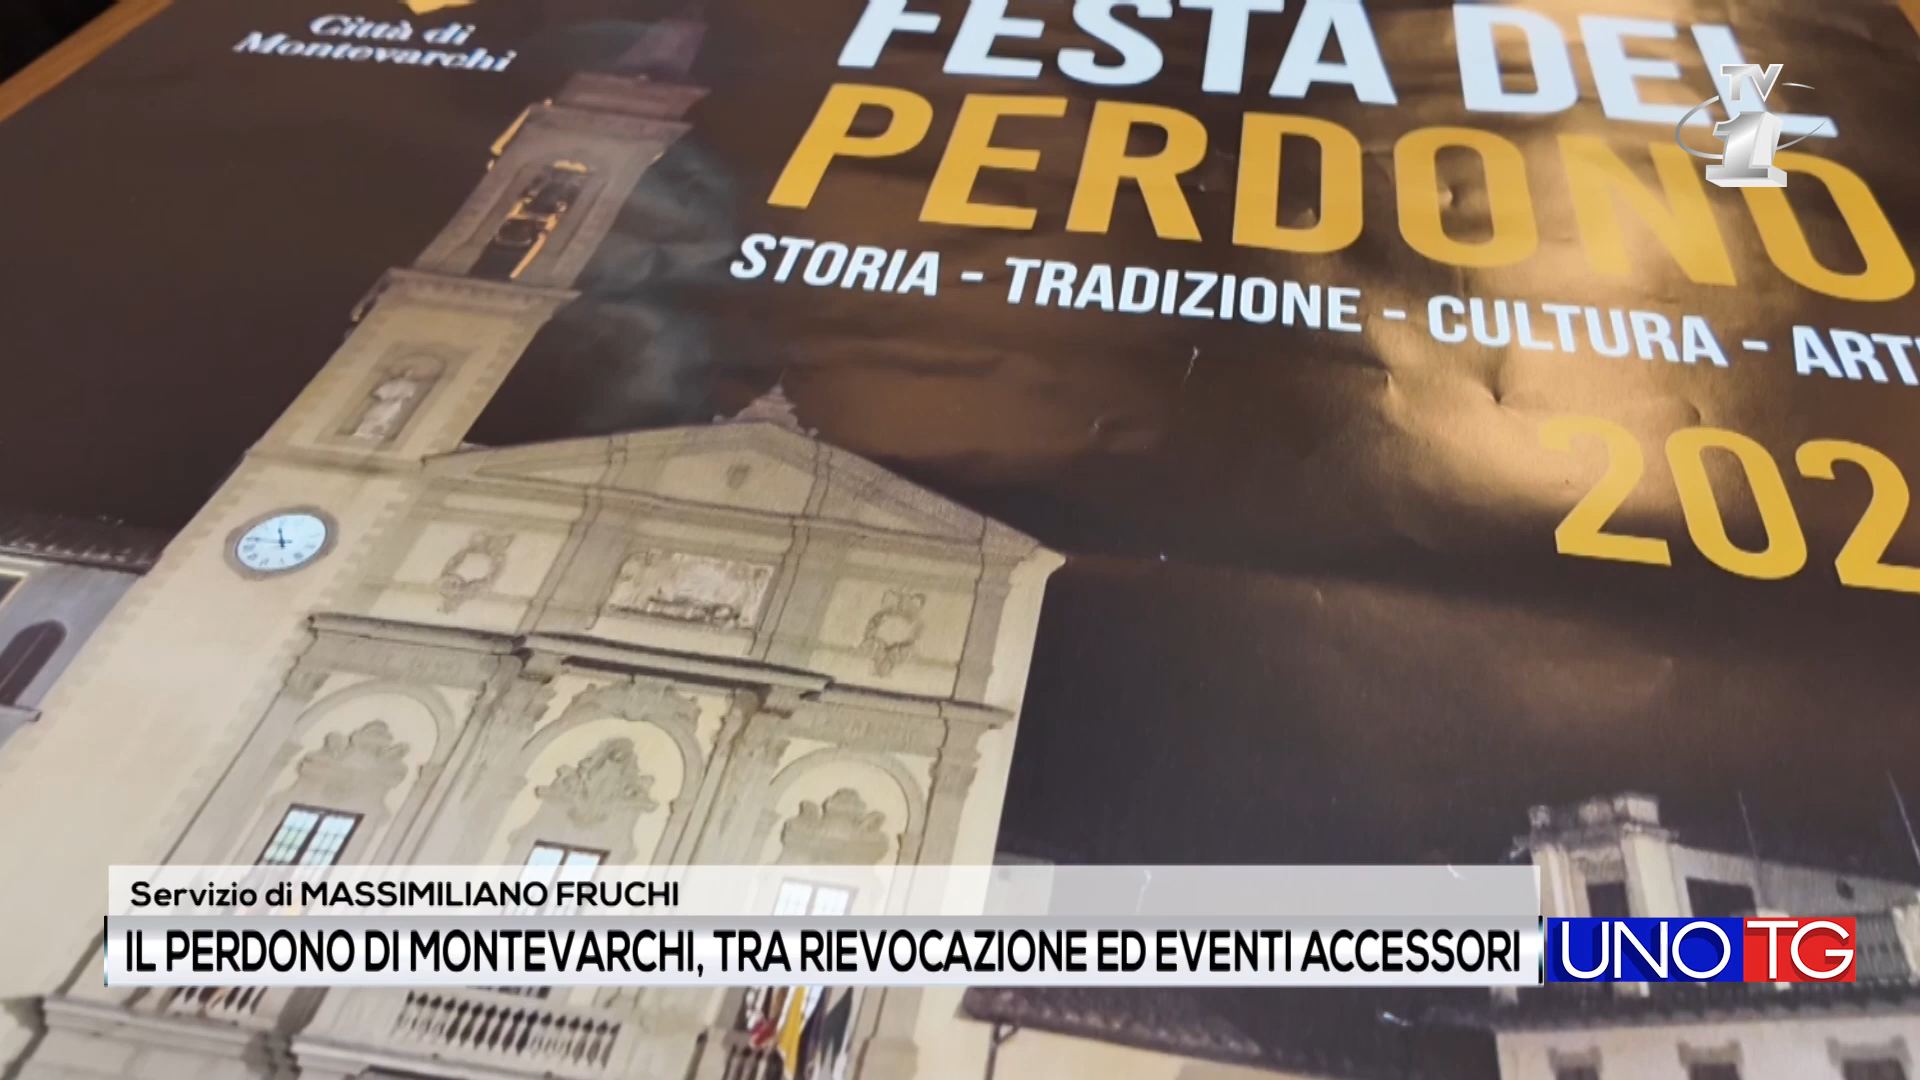 Città di
Montevarchi
FESTA DEL
PERDONO
STORIA - TRADIZIONE - CULTURA -
202
TV
1
Servizio di MASSIMILIANO FRUCHI
IL PERDONO DI MONTEVARCHI, TRA RIEVOCAZIONE ED EVENTI ACCESSORI
UNO TG